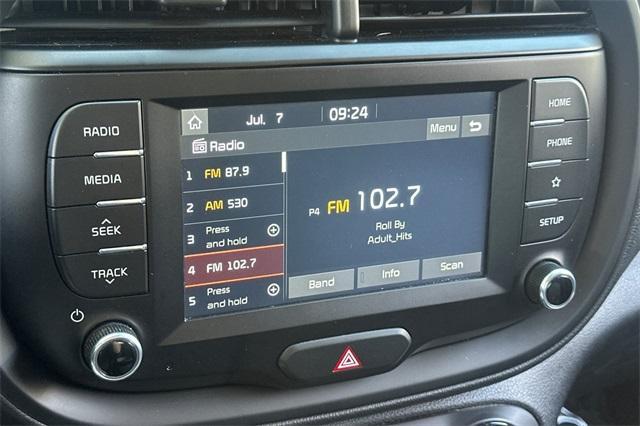 RADIO
MEDIA
SEEK
TRACK
Jul. 7 09:24
Radio
Menu
1 FM 87.9
2 AM 530
3 Press and hold
4 FM 102.7
5 Press and hold
P4 FM 102.7
Roll By
Adult_Hits
Band Info Scan
HOME
PHONE
SETUP